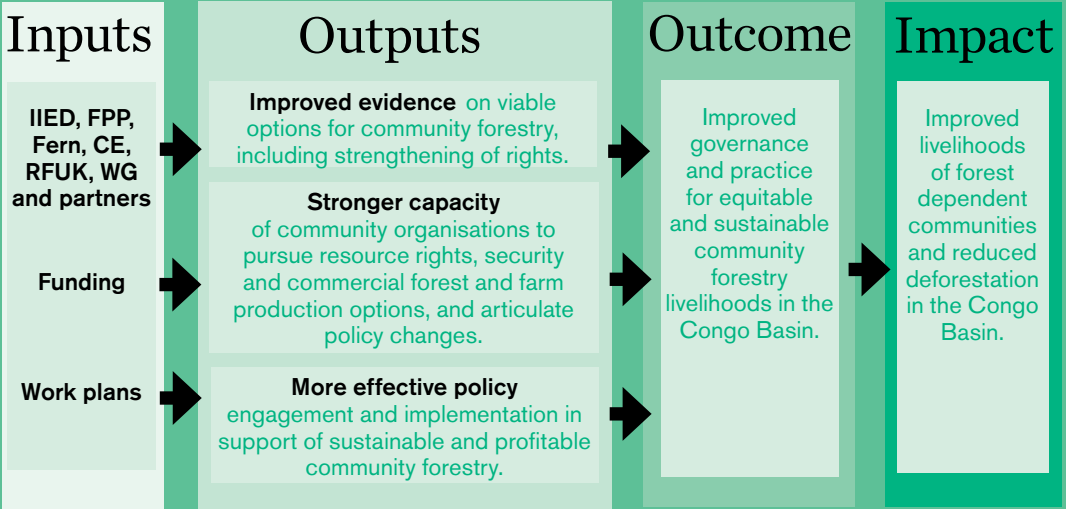 Inputs
IIED, FPP,
Fern, CE,
RFUK, WG
and partners
Funding
Work plans
Outputs
Improved evidence on viable
options for community forestry,
including strengthening of rights.
Stronger capacity
of community organisations to
pursue resource rights, security
and commercial forest and farm
production options, and articulate
policy changes.
More effective policy
engagement and implementation in
support of sustainable and profitable
community forestry.
Outcome
Improved
governance
and practice
for equitable
and sustainable
community
forestry
livelihoods in the
Congo Basin.
Impact
Improved
livelihoods
of forest
dependent
communities
and reduced
deforestation
in the Congo
Basin.